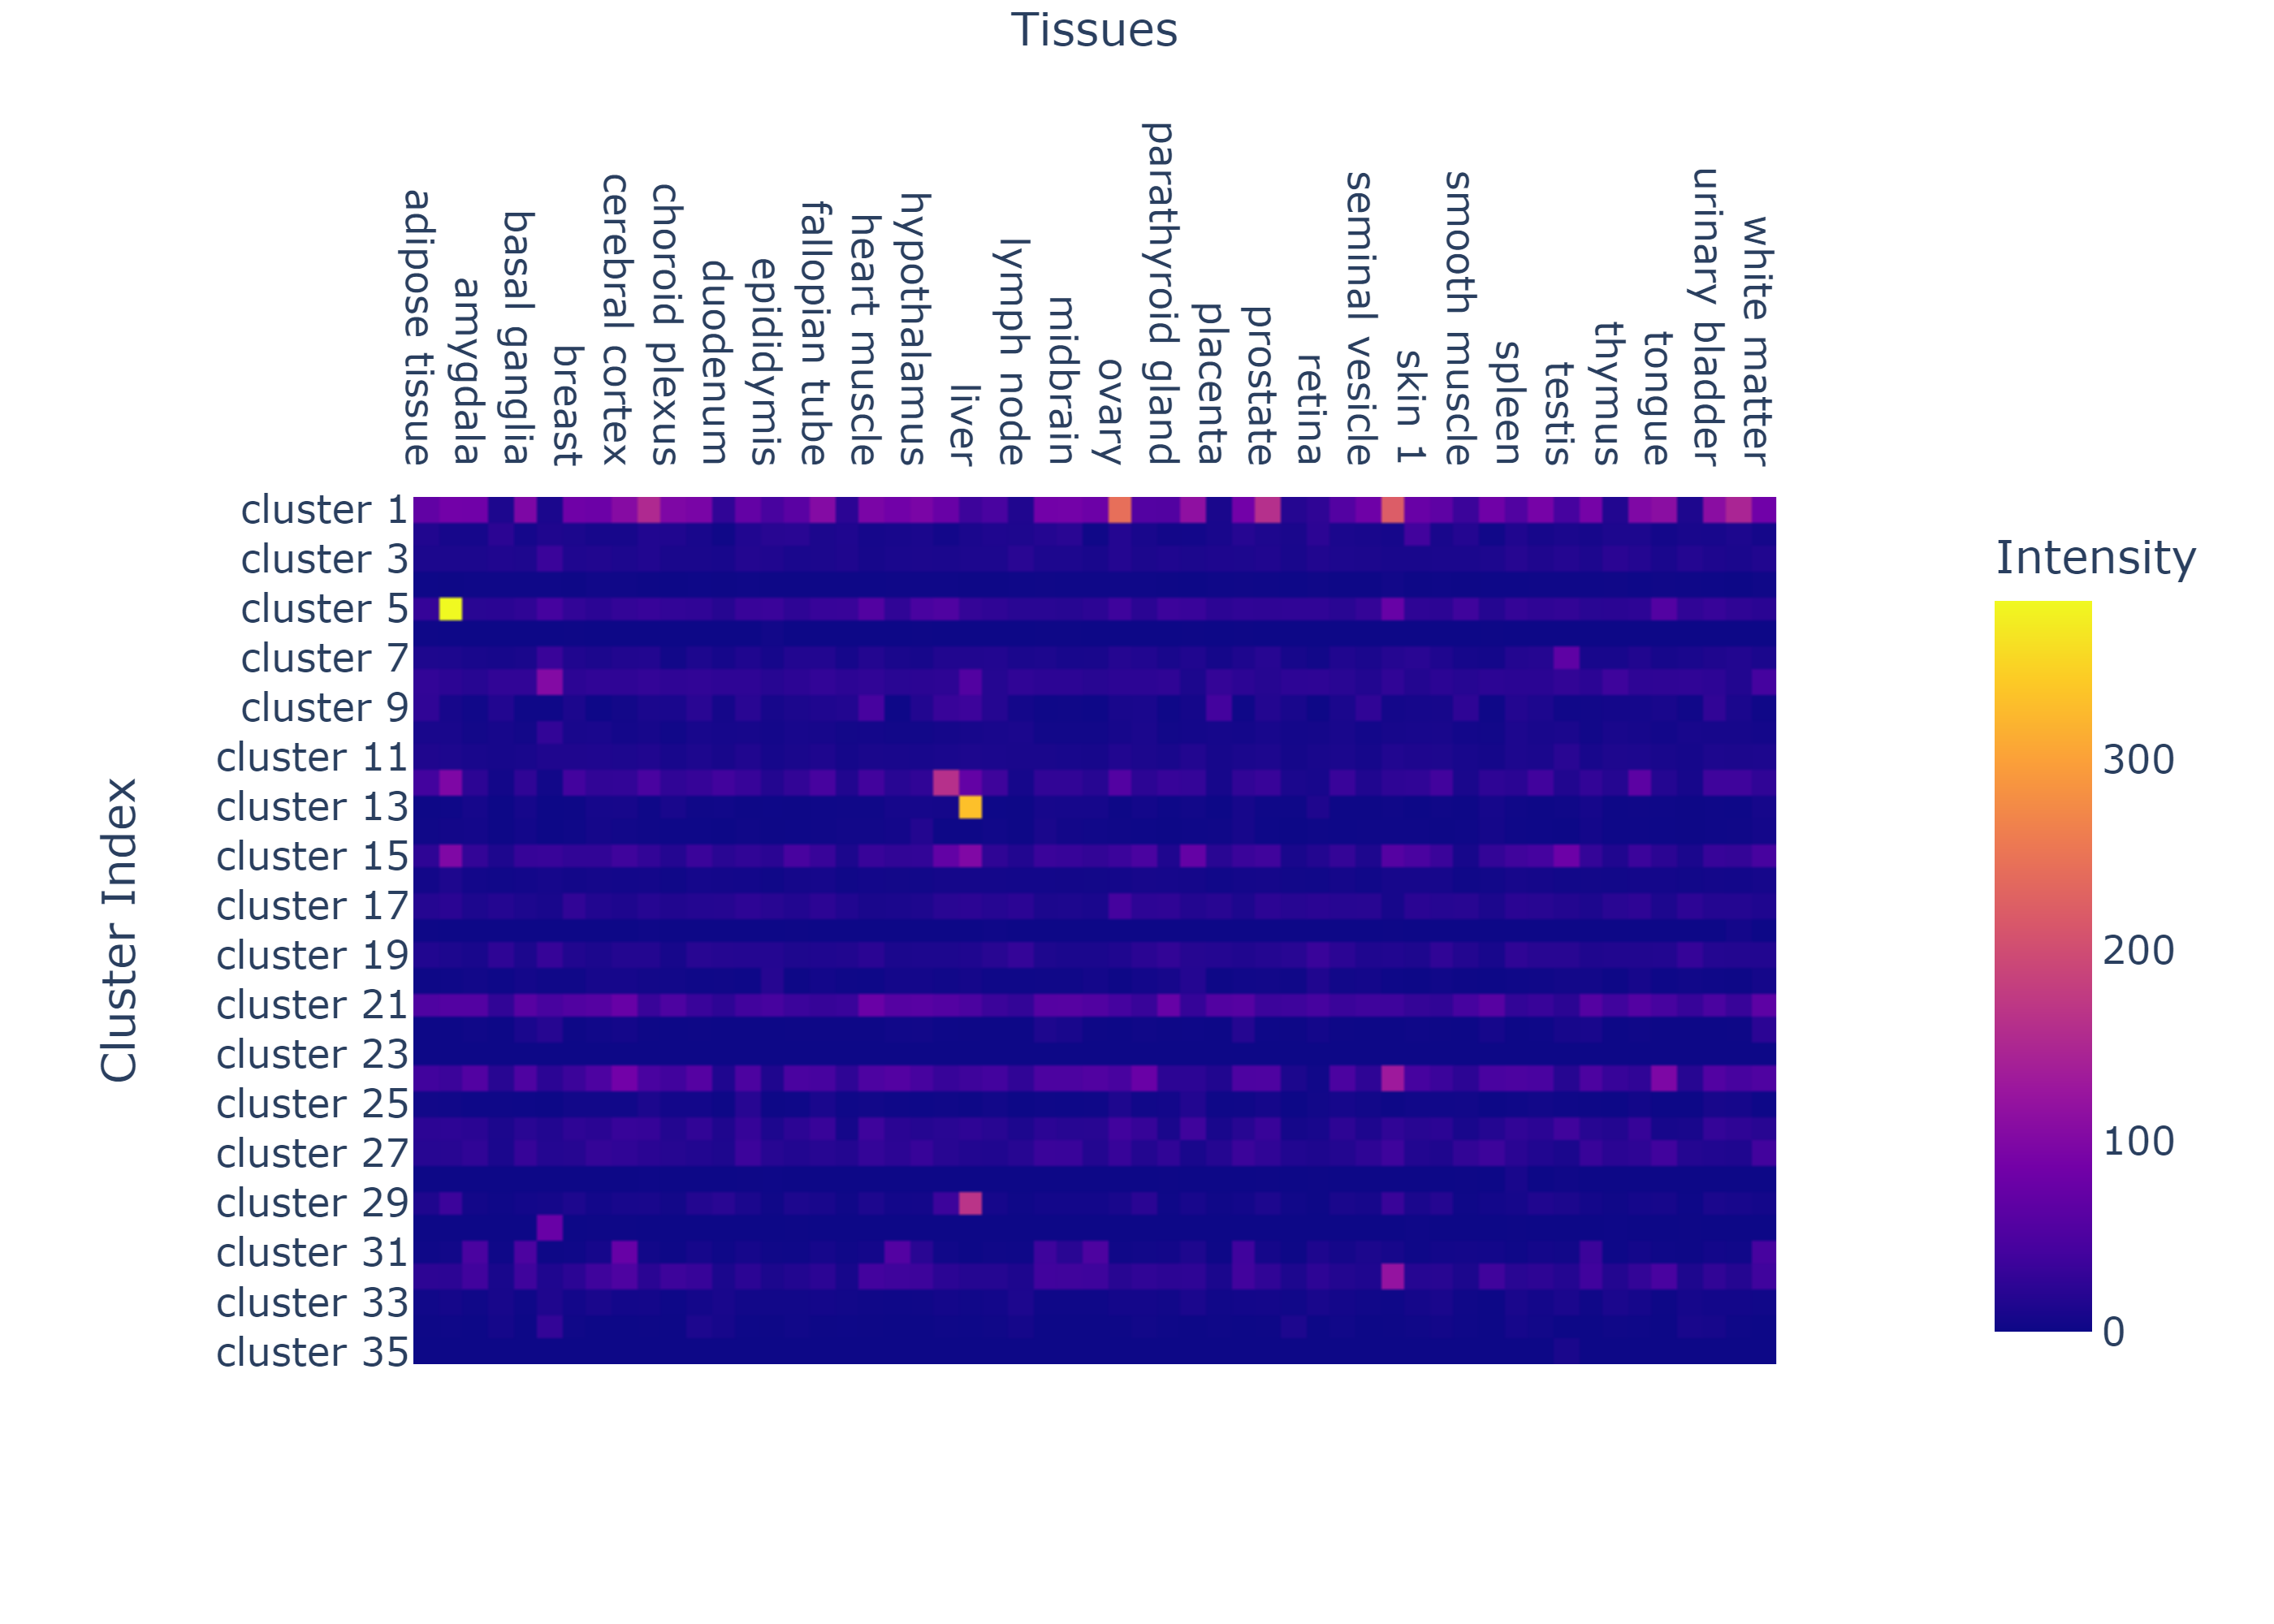 Tissues
adipose tissue
amygdala
basal ganglia
breast
cerebral cortex
choroid plexus
duodenum
epididymis
fallopian tube
heart muscle
hypothalamus
liver
lymph node
midbrain
ovary
parathyroid gland
placenta
prostate
retina
seminal vesicle
skin 1
smooth muscle
spleen
testis
thymus
tongue
urinary bladder
white matter
Cluster Index
cluster 1
cluster 3
cluster 5
cluster 7
cluster 9
cluster 11
cluster 13
cluster 15
cluster 17
cluster 19
cluster 21
cluster 23
cluster 25
cluster 27
cluster 29
cluster 31
cluster 33
cluster 35
Intensity
300
200
100
0